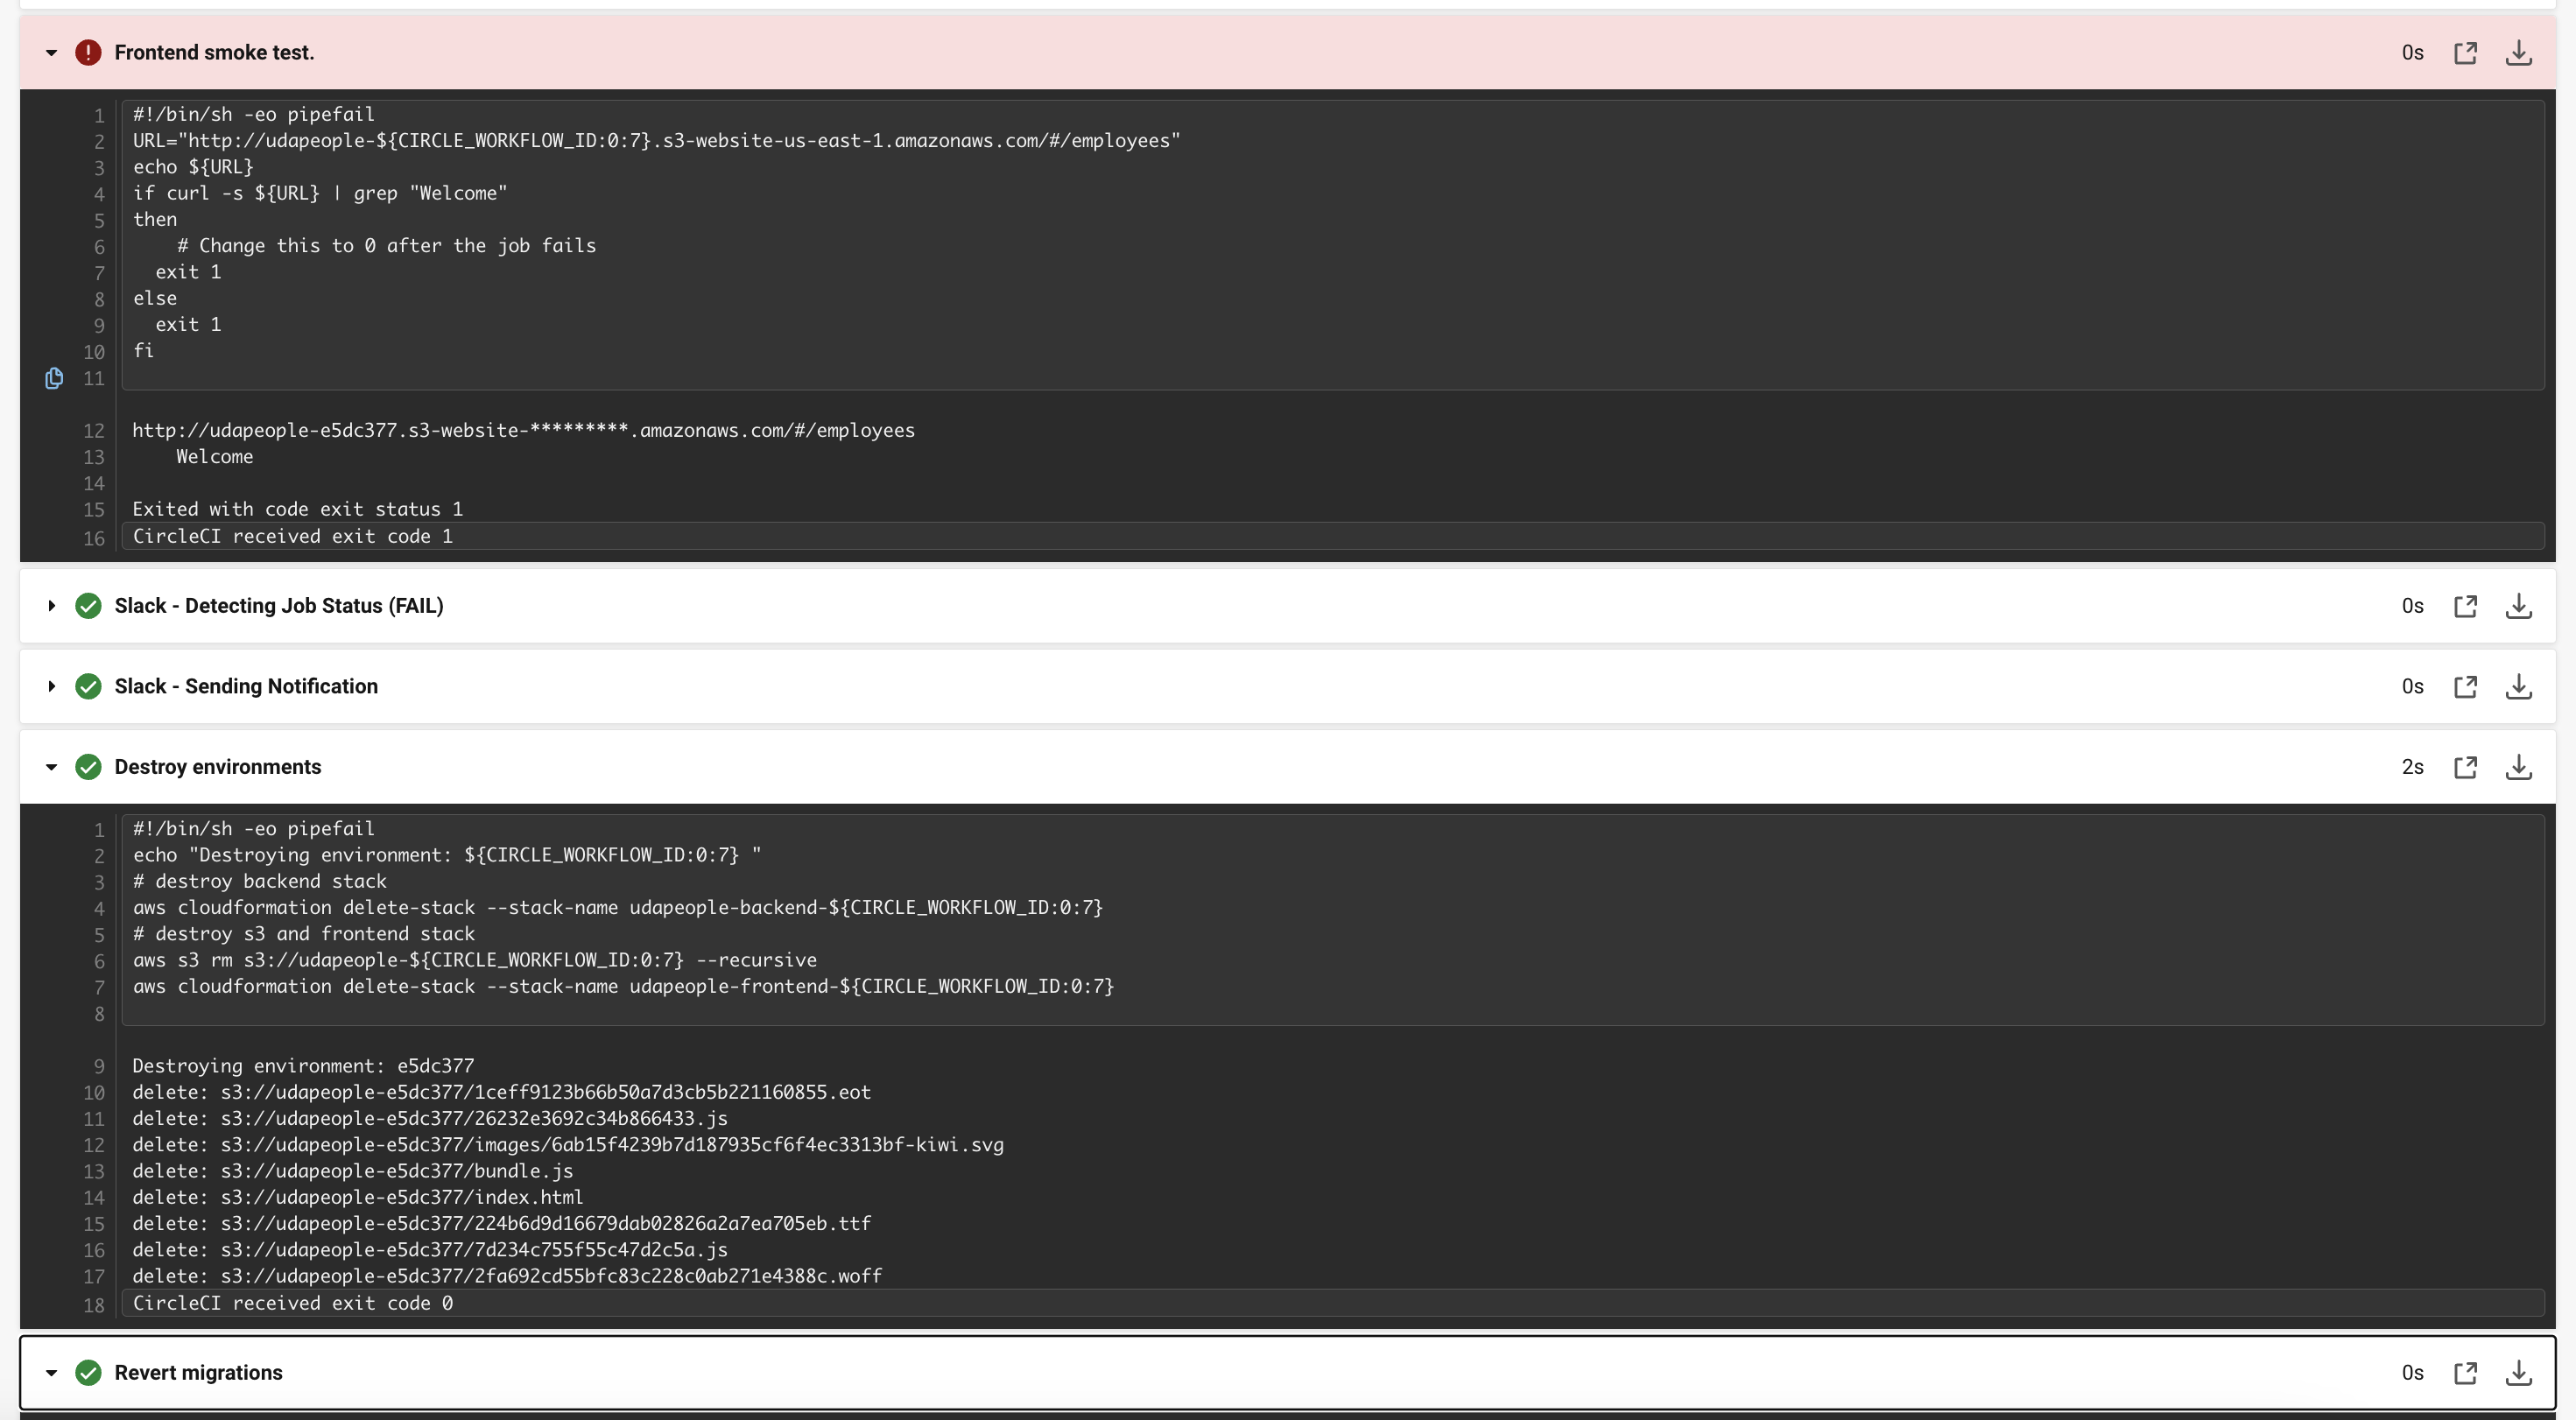 Frontend smoke test.
0s
1 #!/bin/sh -eo pipefail
2 URL="http://udapeople-${CIRCLE_WORKFLOW_ID:0:7}.s3-website-us-east-1.amazonaws.com/#/employees"
3 echo ${URL}
4 if curl -s ${URL} | grep "Welcome"
5 then
6     # Change this to 0 after the job fails
7   exit 1
8 else
9   exit 1
10 fi
11
12 http://udapeople-e5dc377.s3-website-*********.amazonaws.com/#/employees
13     Welcome
14
15 Exited with code exit status 1
16 CircleCI received exit code 1
Slack - Detecting Job Status (FAIL)
0s
Slack - Sending Notification
0s
Destroy environments
2s
1 #!/bin/sh -eo pipefail
2 echo "Destroying environment: ${CIRCLE_WORKFLOW_ID:0:7} "
3 # destroy backend stack
4 aws cloudformation delete-stack --stack-name udapeople-backend-${CIRCLE_WORKFLOW_ID:0:7}
5 # destroy s3 and frontend stack
6 aws s3 rm s3://udapeople-${CIRCLE_WORKFLOW_ID:0:7} --recursive
7 aws cloudformation delete-stack --stack-name udapeople-frontend-${CIRCLE_WORKFLOW_ID:0:7}
8
9 Destroying environment: e5dc377
10 delete: s3://udapeople-e5dc377/1ceff9123b66b50a7d3cb5b221160855.eot
11 delete: s3://udapeople-e5dc377/26232e3692c34b866433.js
12 delete: s3://udapeople-e5dc377/images/6ab15f4239b7d187935cf6f4ec3313bf-kiwi.svg
13 delete: s3://udapeople-e5dc377/bundle.js
14 delete: s3://udapeople-e5dc377/index.html
15 delete: s3://udapeople-e5dc377/224b6d9d16679dab02826a2a7ea705eb.ttf
16 delete: s3://udapeople-e5dc377/7d234c755f55c47d2c5a.js
17 delete: s3://udapeople-e5dc377/2fa692cd55bfc83c228c0ab271e4388c.woff
18 CircleCI received exit code 0
Revert migrations
0s